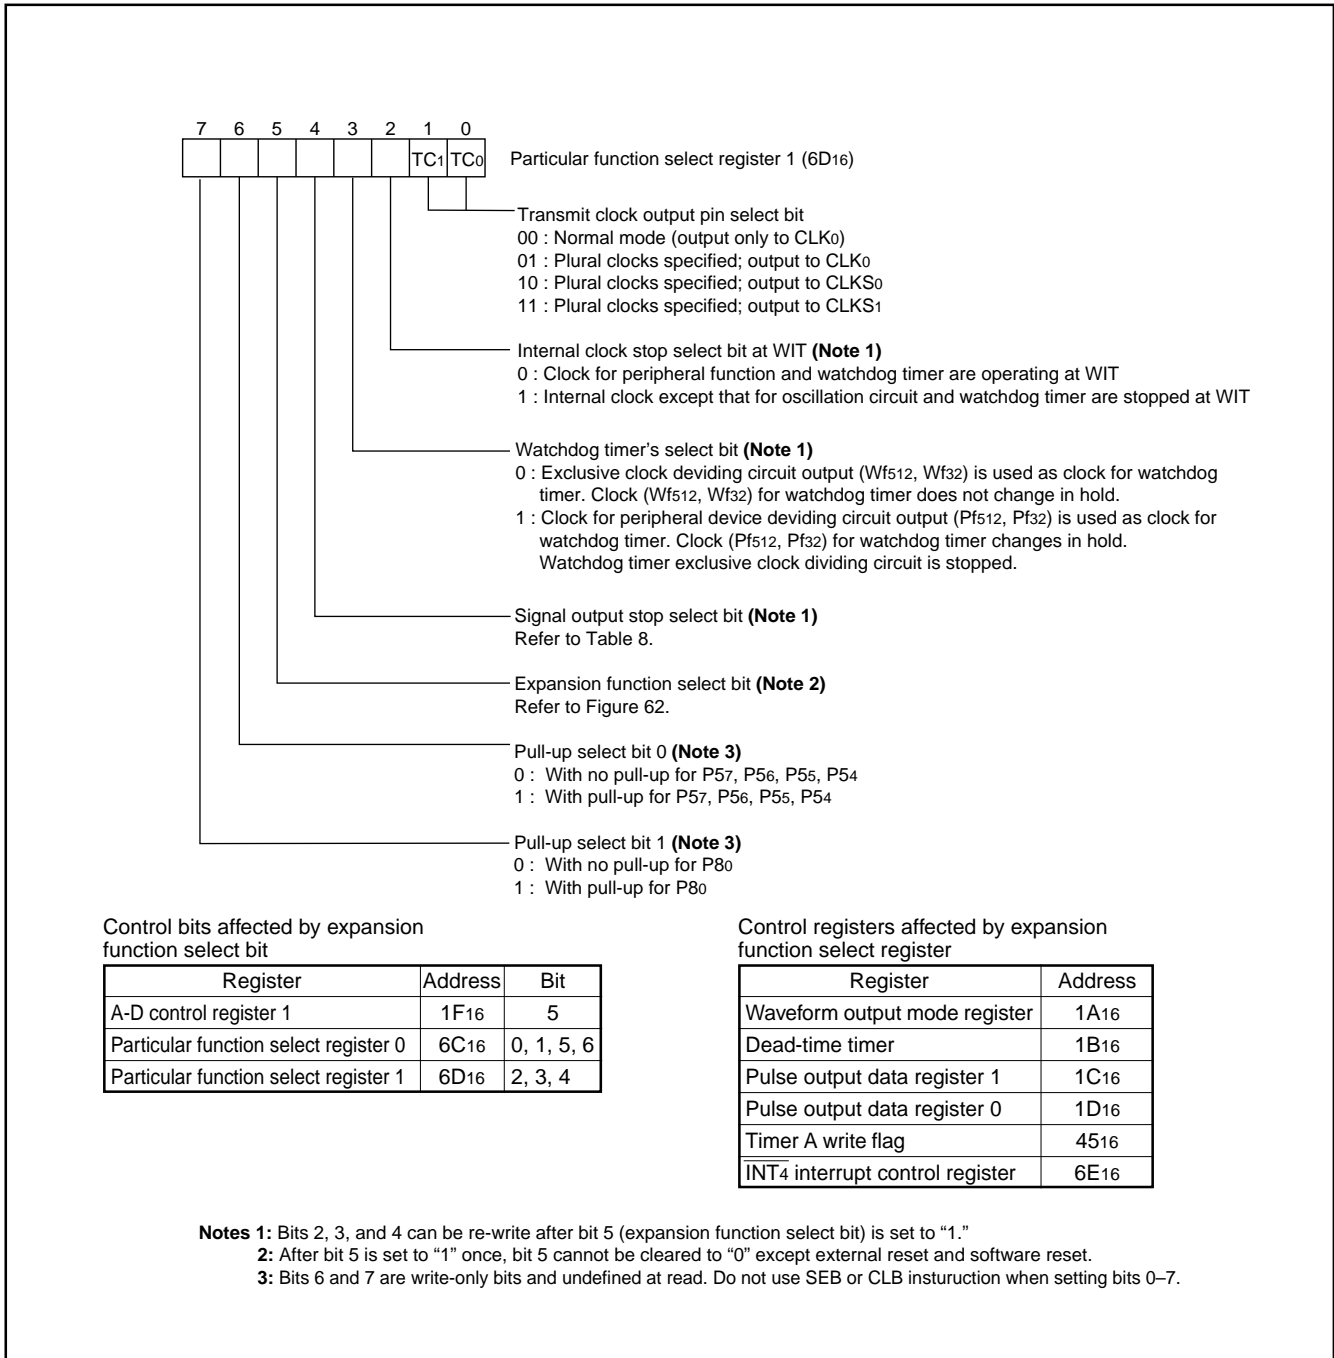 7 6 5 4 3 2 1 0
TC1 TC0 Particular function select register 1 (6D16)
Transmit clock output pin select bit
00 : Normal mode (output only to CLK0)
01 : Plural clocks specified; output to CLK0
10 : Plural clocks specified; output to CLKS0
11 : Plural clocks specified; output to CLKS1
Internal clock stop select bit at WIT (Note 1)
0 : Clock for peripheral function and watchdog timer are operating at WIT
1 : Internal clock except that for oscillation circuit and watchdog timer are stopped at WIT
Watchdog timer's select bit (Note 1)
0 : Exclusive clock deviding circuit output (Wf512, Wf32) is used as clock for watchdog
timer. Clock (Wf512, Wf32) for watchdog timer does not change in hold.
1 : Clock for peripheral device deviding circuit output (Pf512, Pf32) is used as clock for
watchdog timer. Clock (Pf512, Pf32) for watchdog timer changes in hold.
Watchdog timer exclusive clock dividing circuit is stopped.
Signal output stop select bit (Note 1)
Refer to Table 8.
Expansion function select bit (Note 2)
Refer to Figure 62.
Pull-up select bit 0 (Note 3)
0 : With no pull-up for P57, P56, P55, P54
1 : With pull-up for P57, P56, P55, P54
Pull-up select bit 1 (Note 3)
0 : With no pull-up for P80
1 : With pull-up for P80
Control bits affected by expansion
function select bit
Register Address Bit
A-D control register 1 1F16 5
Particular function select register 0 6C16 0, 1, 5, 6
Particular function select register 1 6D16 2, 3, 4
Control registers affected by expansion
function select register
Register Address
Waveform output mode register 1A16
Dead-time timer 1B16
Pulse output data register 1 1C16
Pulse output data register 0 1D16
Timer A write flag 4516
INT4 interrupt control register 6E16
Notes 1: Bits 2, 3, and 4 can be re-write after bit 5 (expansion function select bit) is set to “1.”
2: After bit 5 is set to “1” once, bit 5 cannot be cleared to “0” except external reset and software reset.
3: Bits 6 and 7 are write-only bits and undefined at read. Do not use SEB or CLB insturuction when setting bits 0–7.